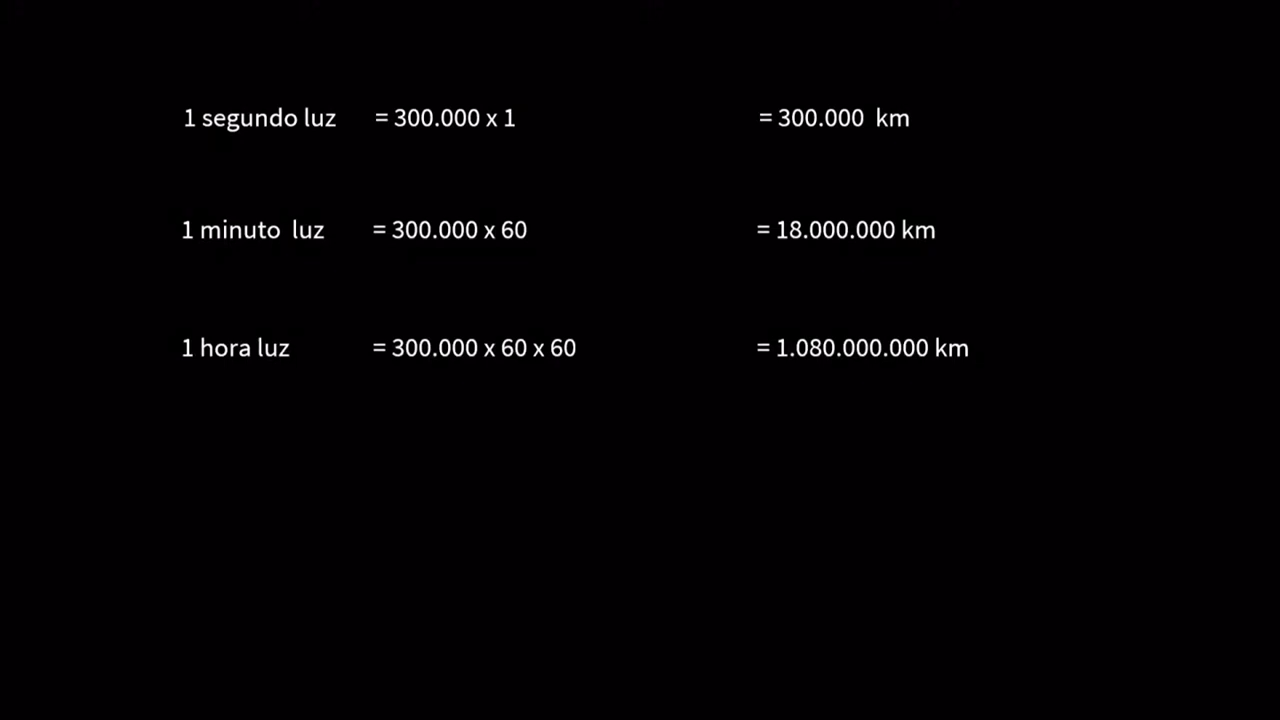 1 segundo luz = 300.000 x 1 = 300.000 km
1 minuto luz = 300.000 x 60 = 18.000.000 km
1 hora luz = 300.000 x 60 x 60 = 1.080.000.000 km